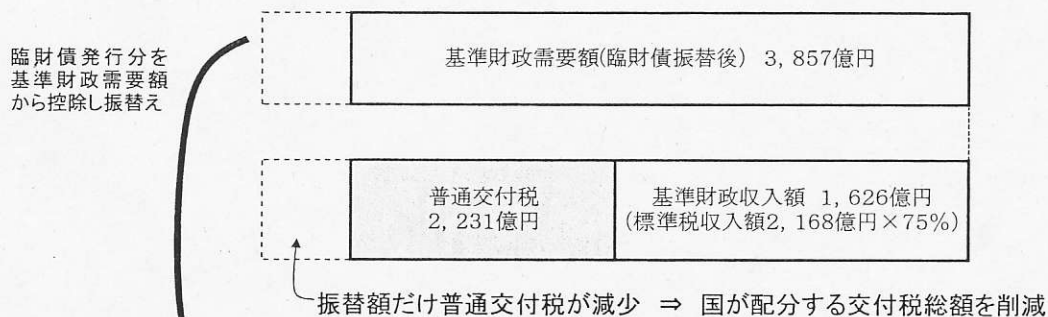 臨財債発行分を
基準財政需要額
から控除し振替え
基準財政需要額(臨財債振替後) 3,857億円
普通交付税
2,231億円
基準財政収入額 1,626億円
(標準税収入額2,168億円×75%)
振替額だけ普通交付税が減少 ⇒ 国が配分する交付税総額を削減